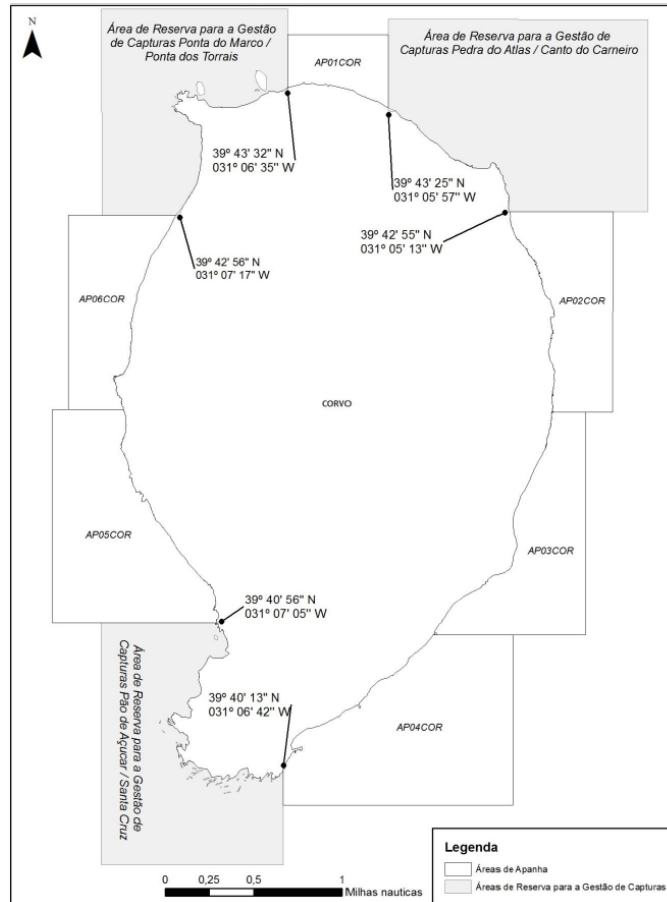 N
Área de Reserva para a Gestão
de Capturas Ponta do Marco /
Ponta dos Torrais
AP01COR
Área de Reserva para a Gestão de
Capturas Pedra do Atlas / Canto do Carneiro
39º 43' 32" N
031º 06' 35" W
39º 43' 25" N
031º 05' 57" W
39º 42' 55" N
031º 05' 13" W
39º 42' 56" N
031º 07' 17" W
AP06COR
AP02COR
CORVO
AP05COR
AP03COR
39º 40' 56" N
031º 07' 05" W
Área de Reserva para a Gestão de
Capturas Pão de Açucar / Santa Cruz
39º 40' 13" N
031º 06' 42" W
AP04COR
Legenda
Áreas de Apanha
Áreas de Reserva para a Gestão de Capturas
0 0,25 0,5 1
Milhas nauticas